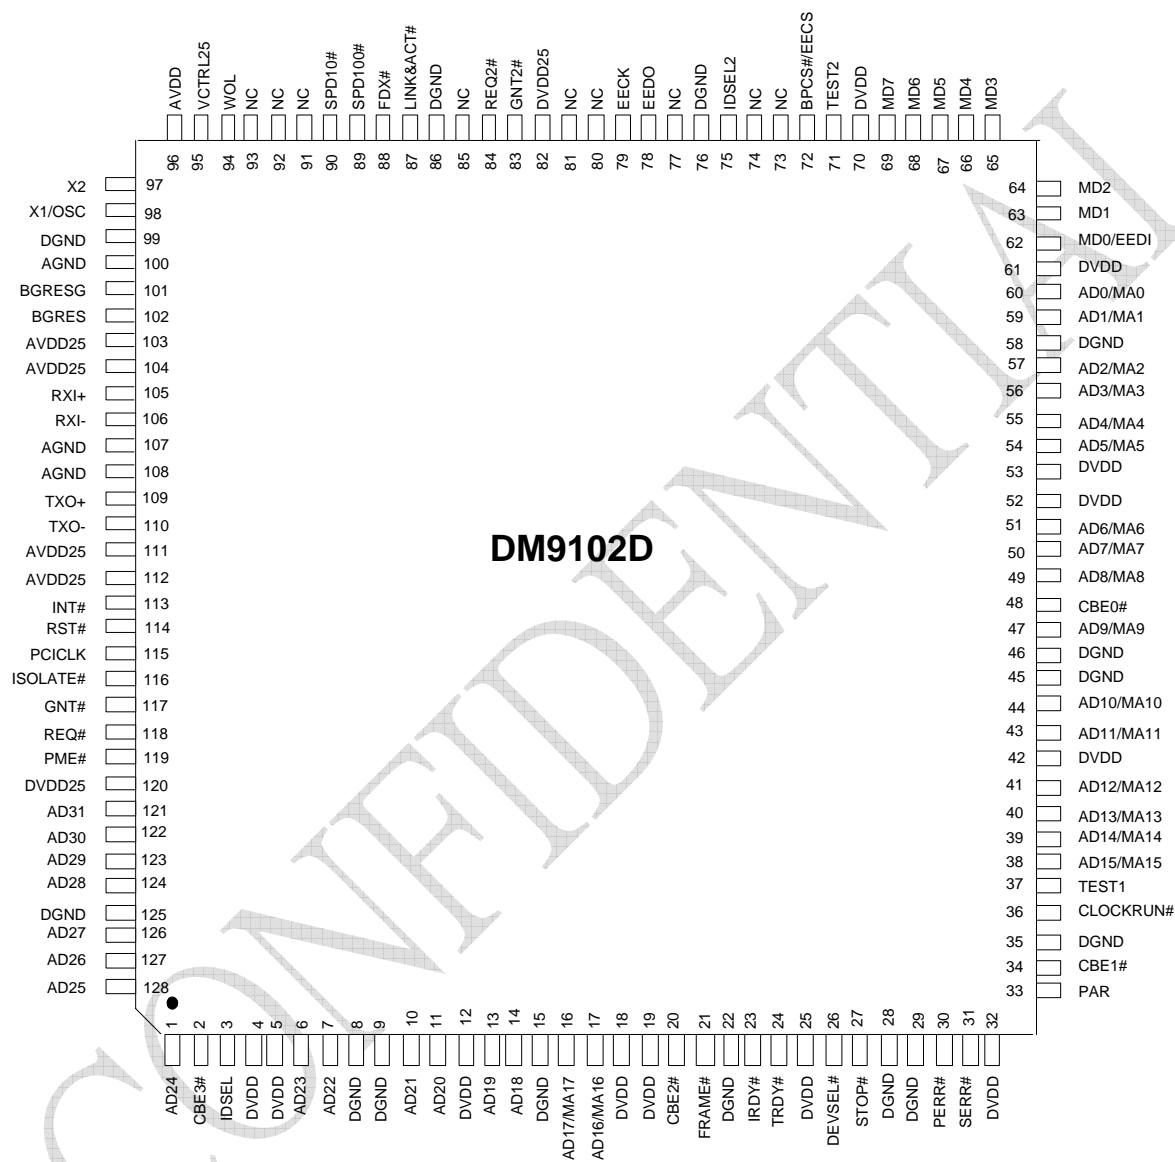 AVDD
VCTRL25
WOL
NC
NC
NC
SPD10#
SPD100#
FDX#
LINK&ACT#
DGND
NC
REQ2#
GNT2#
DVDD25
NC
NC
EECK
EEDO
NC
DGND
IDSEL2
NC
NC
BPCS#/EECS
TEST2
DVDD
MD7
MD6
MD5
MD4
MD3
96 95 94 93 92 91 90 89 88 87 86 85 84 83 82 81 80 79 78 77 76 75 74 73 72 71 70 69 68 67 66 65
X2 97
X1/OSC 98
DGND 99
AGND 100
BGRESG 101
BGRES 102
AVDD25 103
AVDD25 104
RXI+ 105
RXI- 106
AGND 107
AGND 108
TXO+ 109
TXO- 110
AVDD25 111
AVDD25 112
INT# 113
RST# 114
PCICLK 115
ISOLATE# 116
GNT# 117
REQ# 118
PME# 119
DVDD25 120
AD31 121
AD30 122
AD29 123
AD28 124
DGND 125
AD27 126
AD26 127
AD25 128
DM9102D
CONFIDENTIAL
64 MD2
63 MD1
62 MD0/EEDI
61 DVDD
60 AD0/MA0
59 AD1/MA1
58 DGND
57 AD2/MA2
56 AD3/MA3
55 AD4/MA4
54 AD5/MA5
53 DVDD
52 DVDD
51 AD6/MA6
50 AD7/MA7
49 AD8/MA8
48 CBE0#
47 AD9/MA9
46 DGND
45 DGND
44 AD10/MA10
43 AD11/MA11
42 DVDD
41 AD12/MA12
40 AD13/MA13
39 AD14/MA14
38 AD15/MA15
37 TEST1
36 CLOCKRUN#
35 DGND
34 CBE1#
33 PAR
1 2 3 4 5 6 7 8 9 10 11 12 13 14 15 16 17 18 19 20 21 22 23 24 25 26 27 28 29 30 31 32
AD24
CBE3#
IDSEL
DVDD
DVDD
AD23
AD22
DGND
DGND
AD21
AD20
DVDD
AD19
AD18
DGND
AD17/MA17
AD16/MA16
DVDD
DVDD
CBE2#
FRAME#
DGND
IRDY#
TRDY#
DVDD
DEVSEL#
STOP#
DGND
DGND
PERR#
SERR#
DVDD